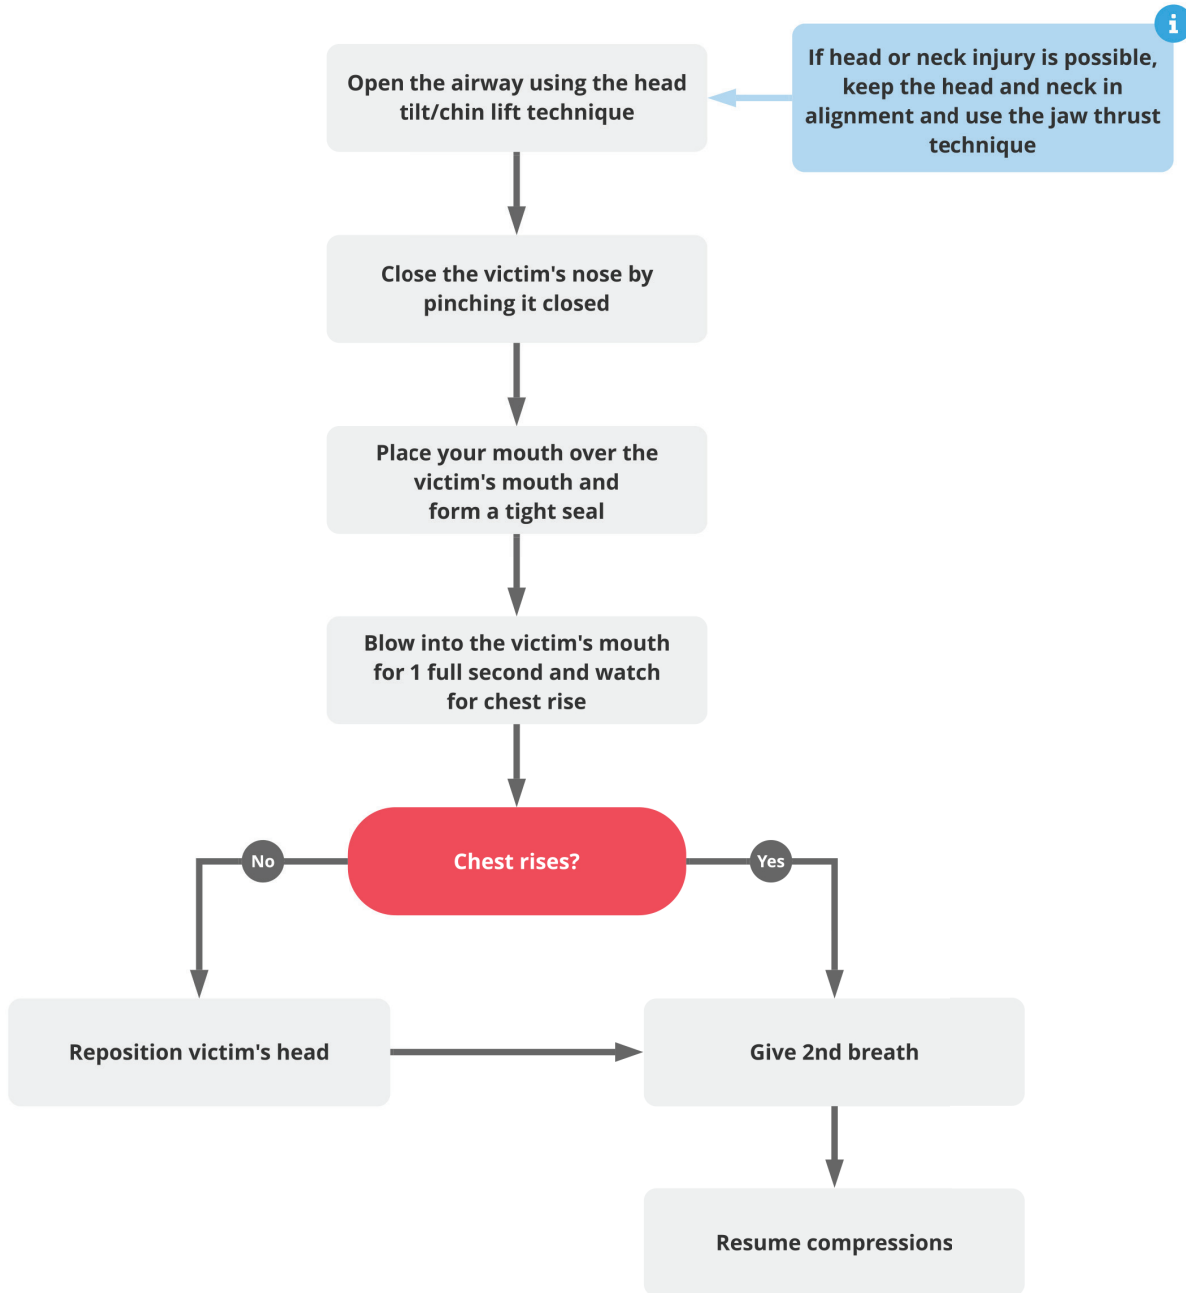 Open the airway using the head
tilt/chin lift technique
i
If head or neck injury is possible,
keep the head and neck in
alignment and use the jaw thrust
technique
Close the victim's nose by
pinching it closed
Place your mouth over the
victim's mouth and
form a tight seal
Blow into the victim's mouth
for 1 full second and watch
for chest rise
No
Chest rises?
Yes
Reposition victim's head
Give 2nd breath
Resume compressions